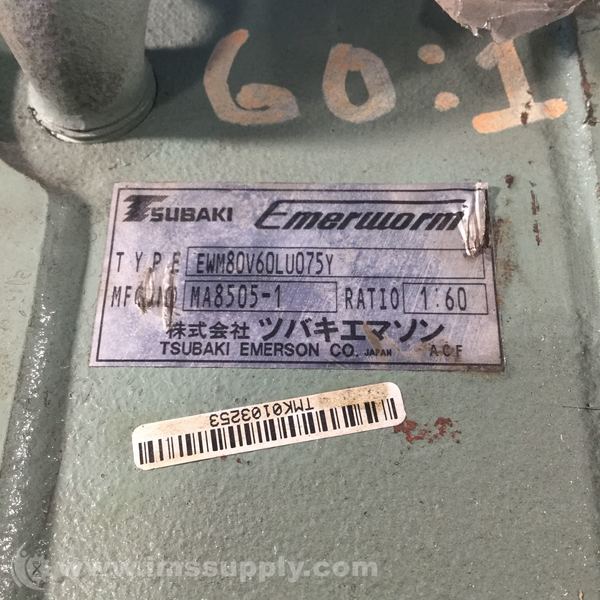 60:1
TSUBAKI Emerworm
TYPE EWM80V60LU075Y
MFG NO MA8505-1 RATIO 1:60
株式会社 ツバキエマソン
TSUBAKI EMERSON CO. JAPAN ACF
TMK0103253
www.imssupply.com